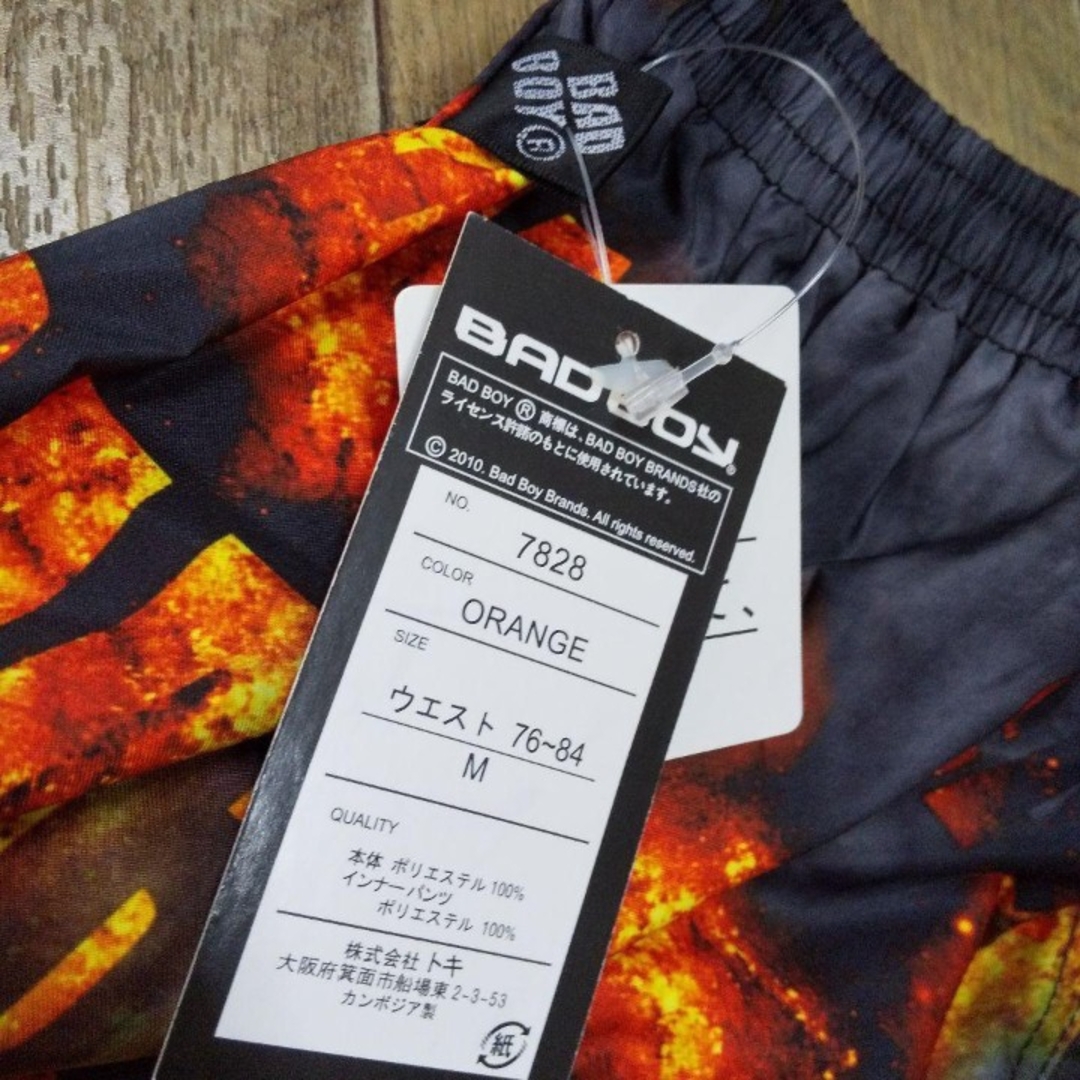 BAD
BOY®
BAD BOY®
BAD BOY ® 商標は、BAD BOY BRANDS社の
ライセンス許諾のもとに使用されています。
© 2010. Bad Boy Brands. All rights reserved.
NO.
7828
COLOR
ORANGE
SIZE
ウエスト 76~84
M
QUALITY
本体 ポリエステル 100%
インナーパンツ
ポリエステル 100%
株式会社 トキ
大阪府箕面市船場東2-3-53
カンボジア製
紙